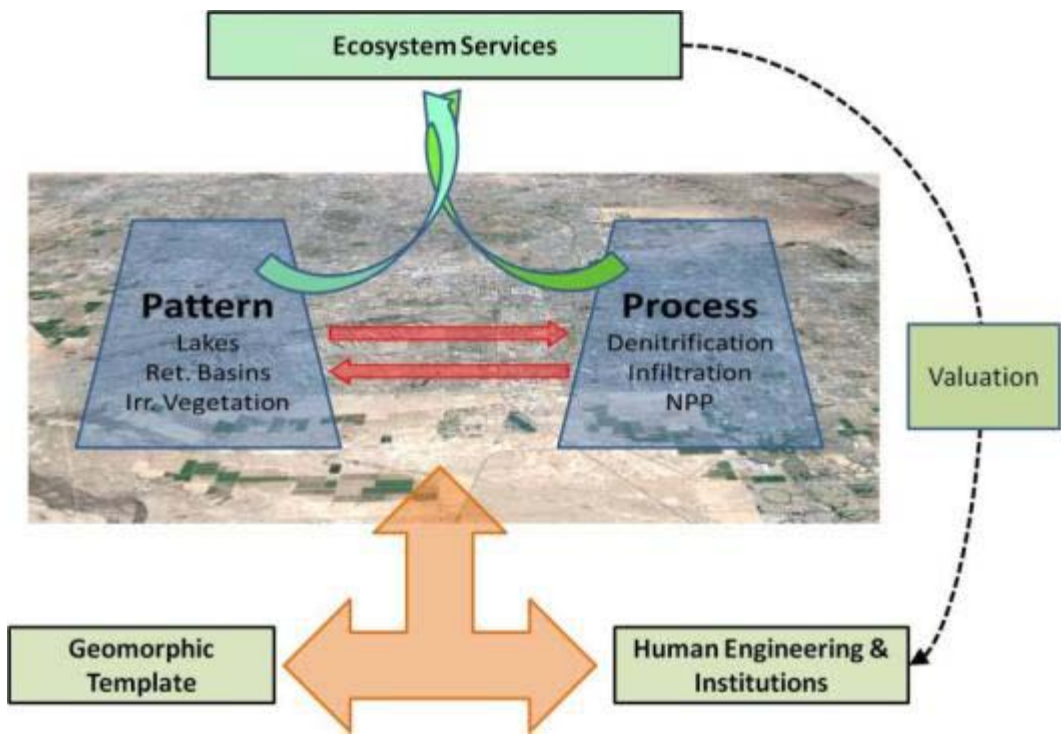 Ecosystem Services
Pattern
Lakes
Ret. Basins
Irr. Vegetation
Process
Denitrification
Infiltration
NPP
Valuation
Geomorphic
Template
Human Engineering &
Institutions